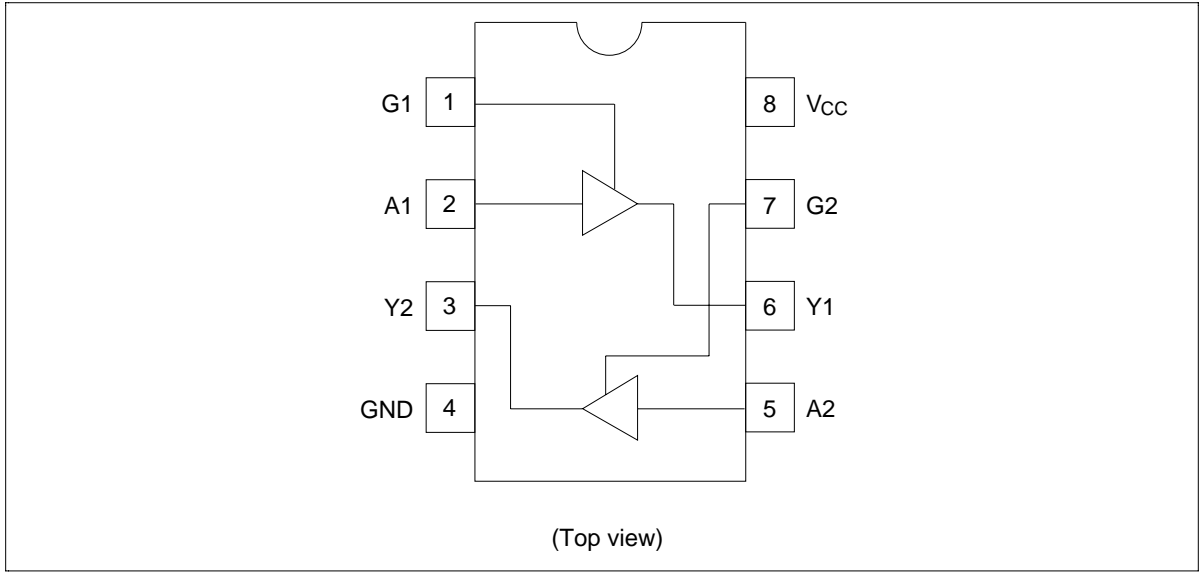 G1 1 8 VCC
A1 2 7 G2
Y2 3 6 Y1
GND 4 5 A2
(Top view)